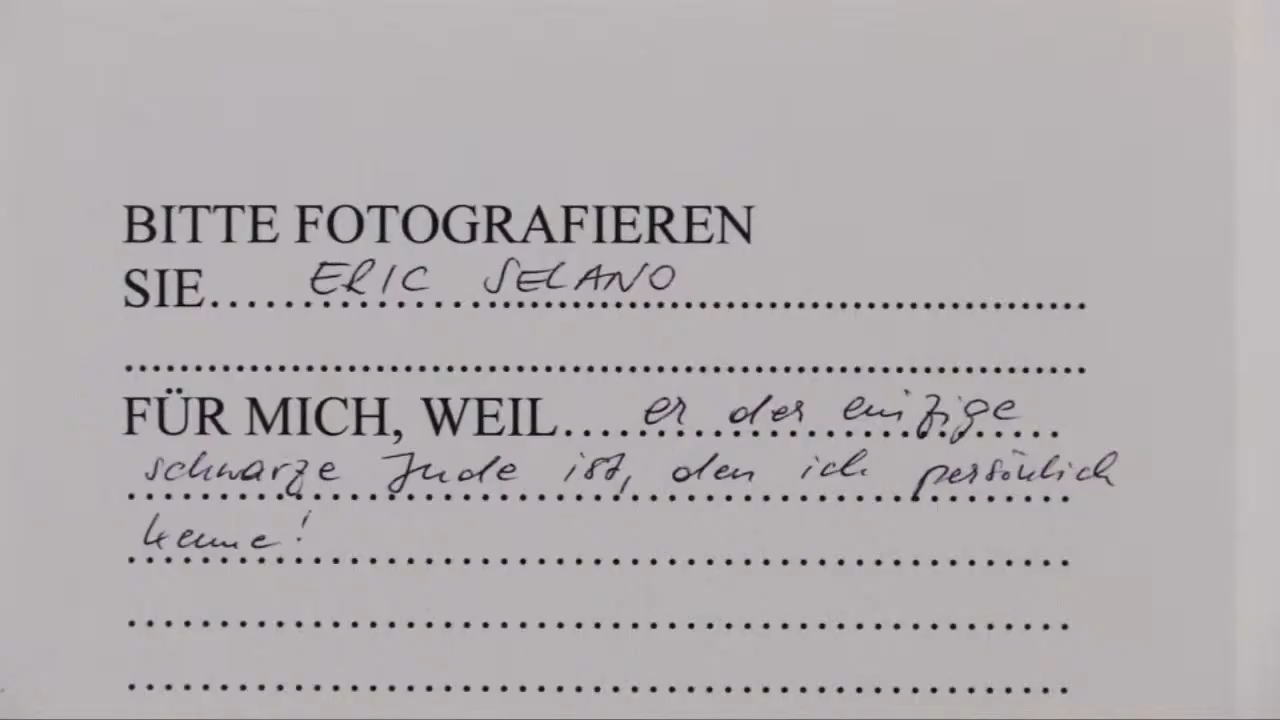 BITTE FOTOGRAFIEREN
SIE...... ERIC SELANO
FÜR MICH, WEIL..... er der einzige
schwarze Jude ist, den ich persönlich
kenne!